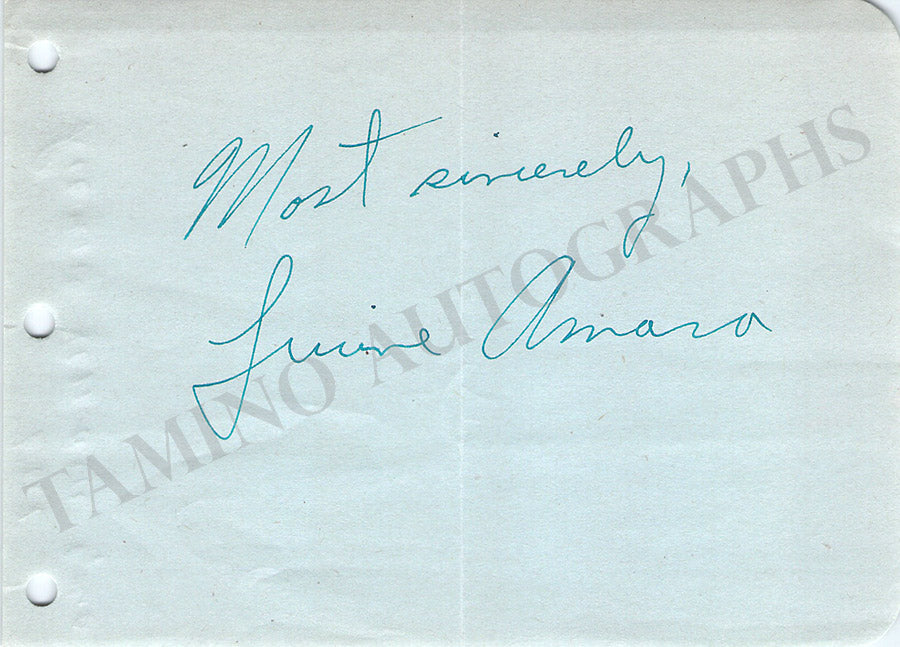 Most sincerely,
Lucine Amara
TAMINO AUTOGRAPHS